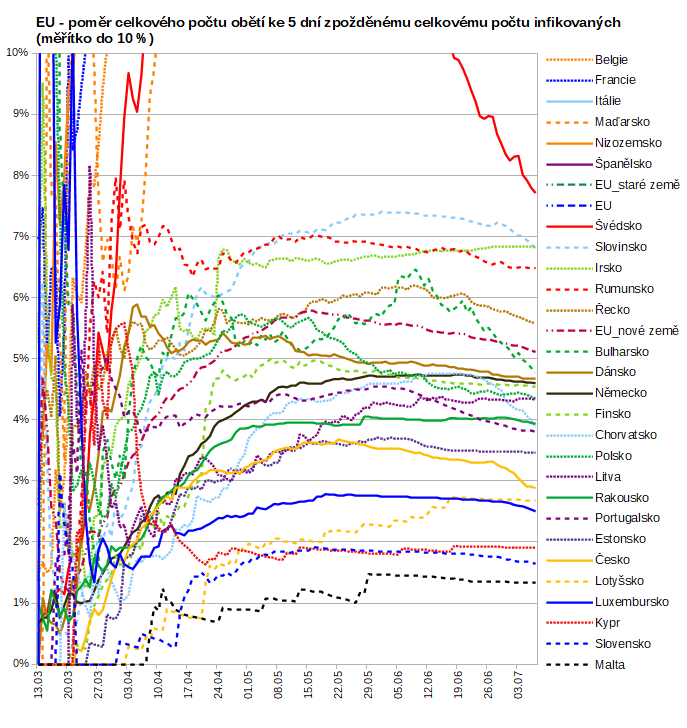 EU - poměr celkového počtu obětí ke 5 dní zpožděnému celkovému počtu infikovaných
(měřítko do 10 %)
10%
9%
8%
7%
6%
5%
4%
3%
2%
1%
0%
13.03
20.03
27.03
03.04
10.04
17.04
24.04
01.05
08.05
15.05
22.05
29.05
05.06
12.06
19.06
26.06
03.07
Belgie
Francie
Itálie
Maďarsko
Nizozemsko
Španělsko
EU_staré země
EU
Švédsko
Slovinsko
Irsko
Rumunsko
Řecko
EU_nové země
Bulharsko
Dánsko
Německo
Finsko
Chorvatsko
Polsko
Litva
Rakousko
Portugalsko
Estonsko
Česko
Lotyšsko
Luxembursko
Kypr
Slovensko
Malta